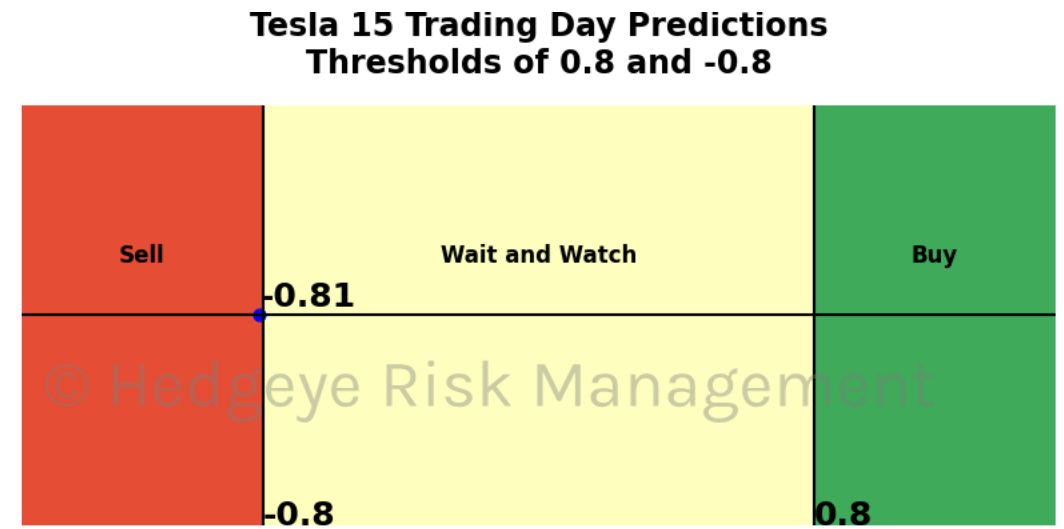 Tesla 15 Trading Day Predictions
Thresholds of 0.8 and -0.8
Sell
Wait and Watch
Buy
-0.81
© Hedgeye Risk Management
-0.8
0.8